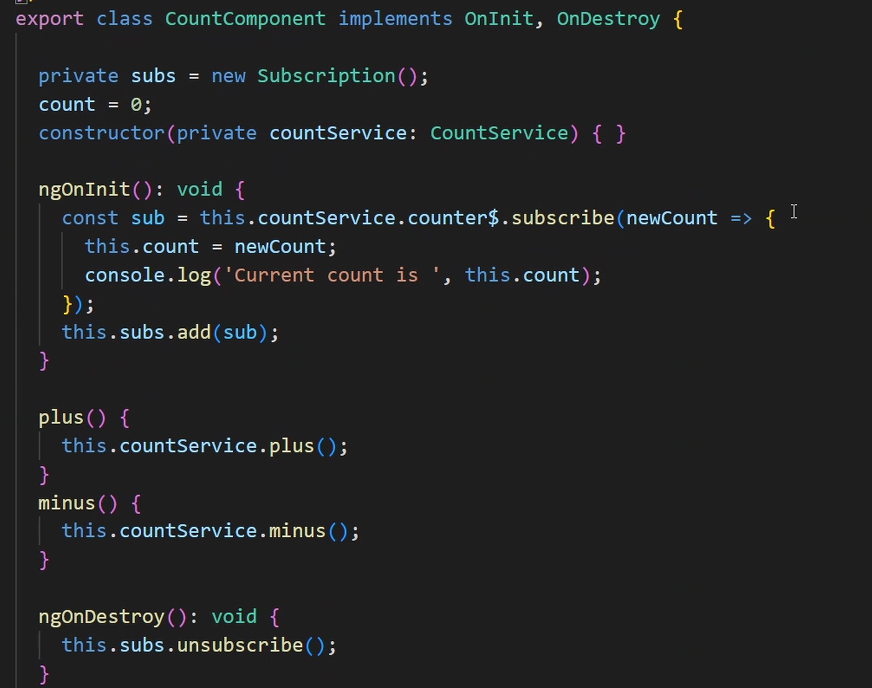 export class CountComponent implements OnInit, OnDestroy {
private subs = new Subscription();
count = 0;
constructor(private countService: CountService) { }
ngOnInit(): void {
const sub = this.countService.counter$.subscribe(newCount => {
this.count = newCount;
console.log('Current count is ', this.count);
});
this.subs.add(sub);
}
plus() {
this.countService.plus();
}
minus() {
this.countService.minus();
}
ngOnDestroy(): void {
this.subs.unsubscribe();
}